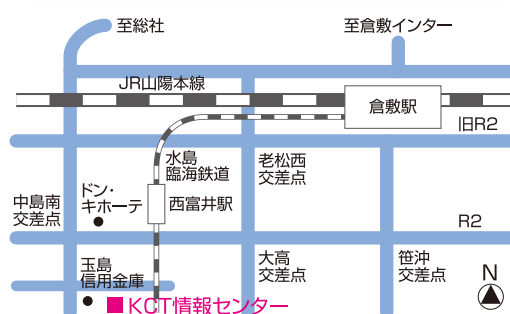 至総社
至倉敷インター
JR山陽本線
倉敷駅
旧R2
水島
臨海鉄道
老松西
交差点
ドン・
キホーテ
西富井駅
中島南
交差点
R2
玉島
信用金庫
大高
交差点
笹沖
交差点
N
KCT情報センター